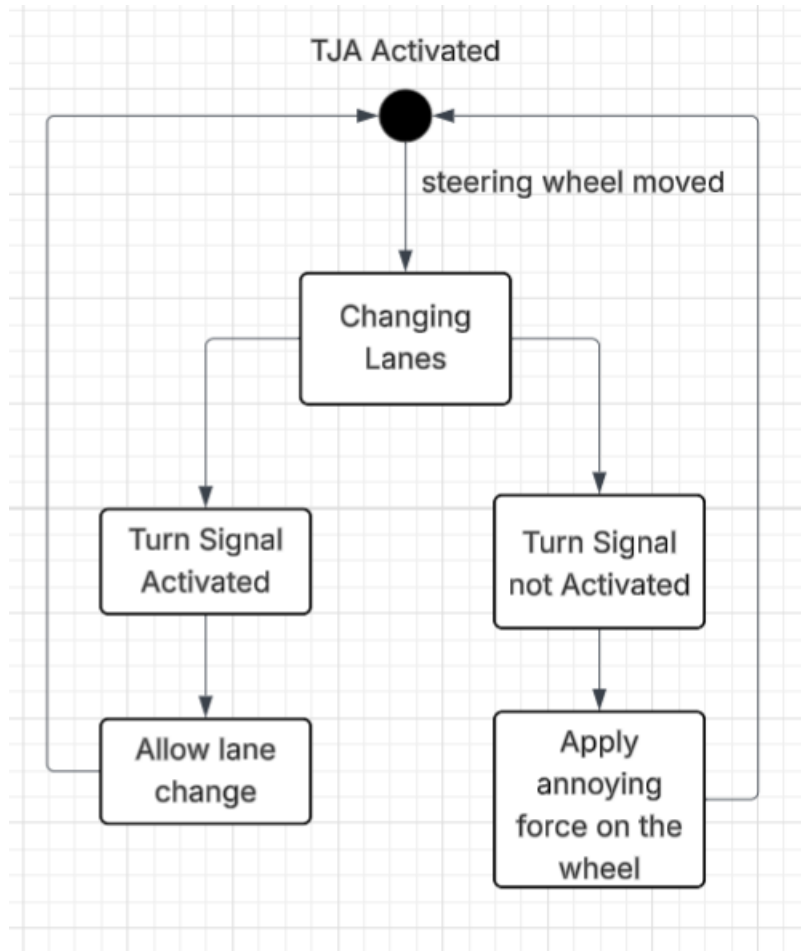 TJA Activated
steering wheel moved
Changing
Lanes
Turn Signal
Activated
Turn Signal
not Activated
Allow lane
change
Apply
annoying
force on the
wheel